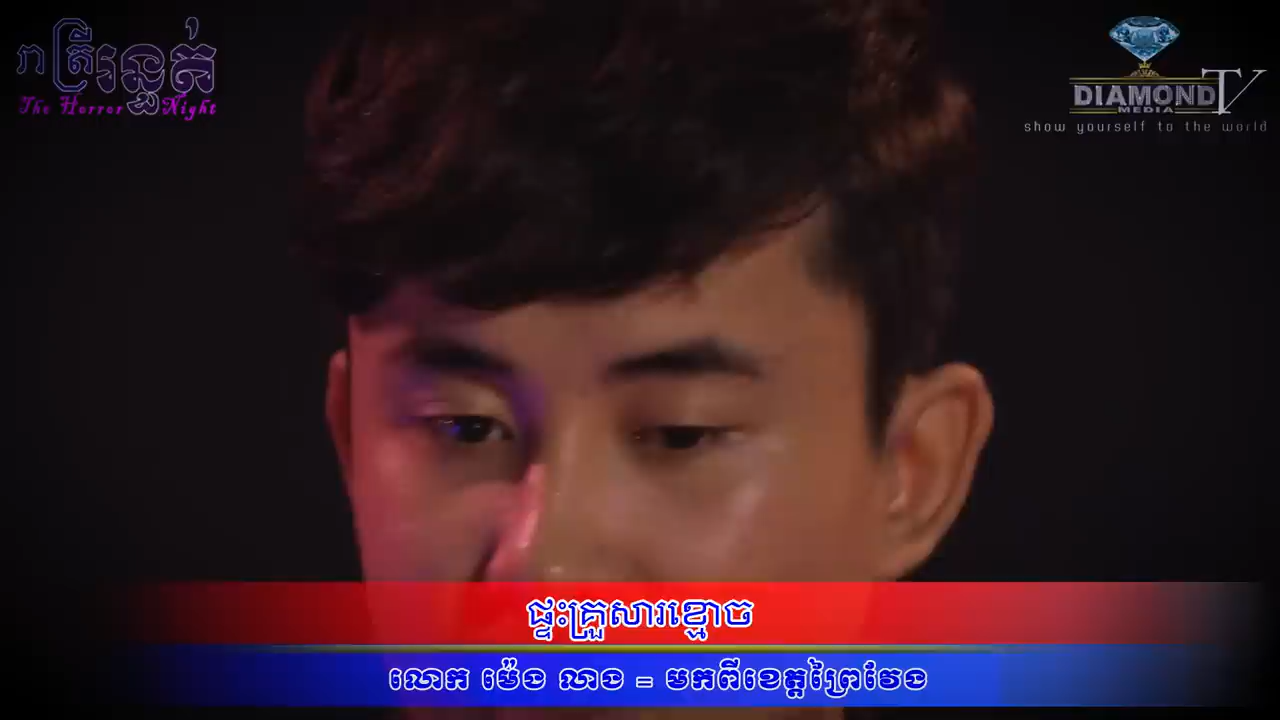 រាត្រីរន្ធត់
The Horror Night
DIAMOND TV
MEDIA
show yourself to the world
ផ្ទះគ្រួសារខ្មោច
លោក ម៉េង ឈាង = មកពីខេត្តព្រៃវែង